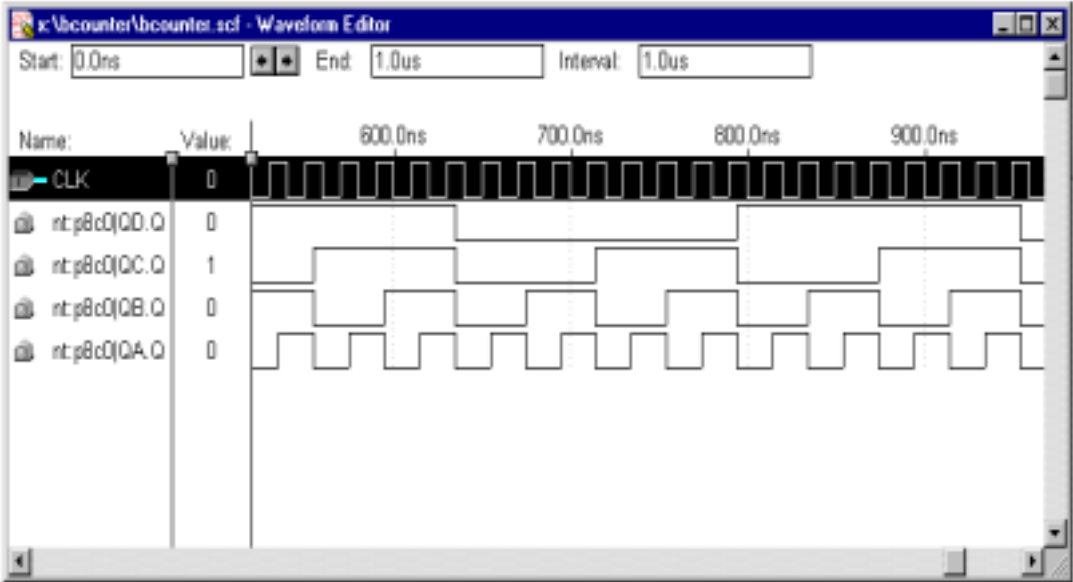 x:\bcounter\bcounter.scf - Waveform Editor
Start: 0.0ns End: 1.0us Interval: 1.0us
Name: Value: 600.0ns 700.0ns 800.0ns 900.0ns
CLK 0
nt:p8c0|QD.Q 0
nt:p8c0|QC.Q 1
nt:p8c0|QB.Q 0
nt:p8c0|QA.Q 0